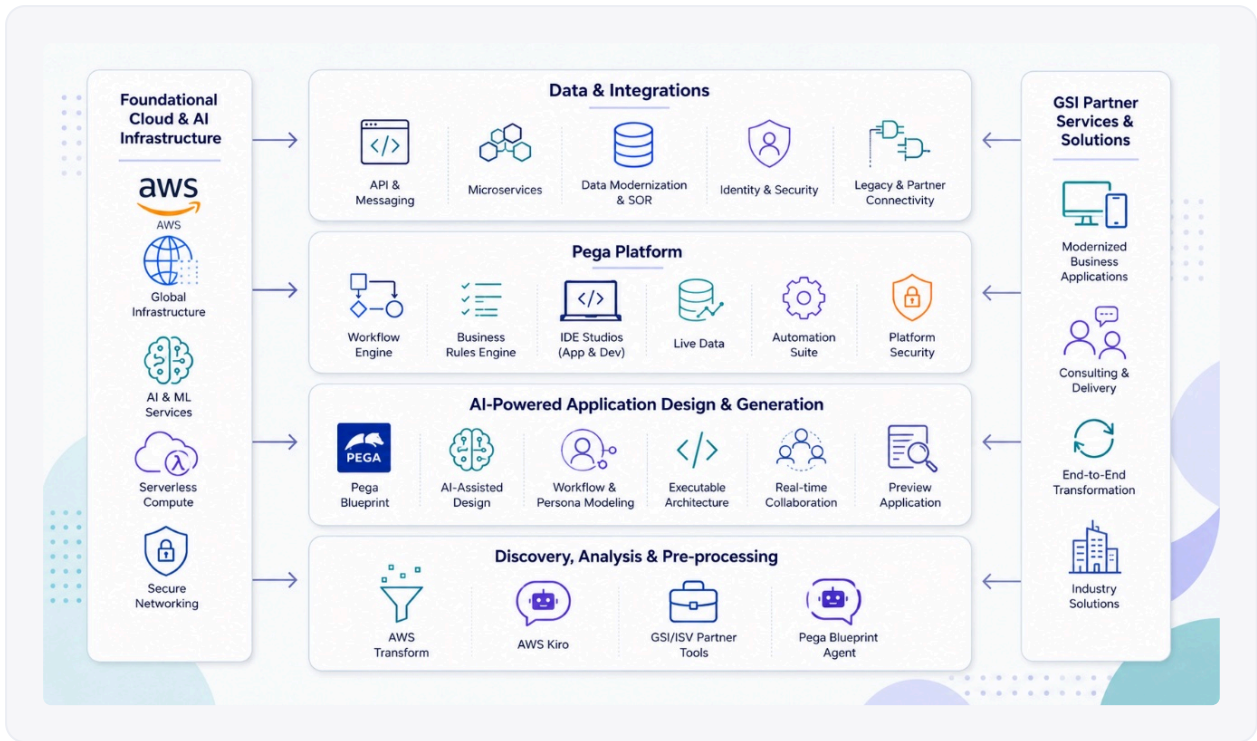 Foundational
Cloud & AI
Infrastructure
aws
AWS
Global
Infrastructure
AI & ML
Services
λ
Serverless
Compute
Secure
Networking
Data & Integrations
</>
API &
Messaging
Microservices
Data Modernization
& SOR
Identity & Security
Legacy & Partner
Connectivity
Pega Platform
Workflow
Engine
Business
Rules Engine
</>
IDE Studios
(App & Dev)
Live Data
Automation
Suite
Platform
Security
AI-Powered Application Design & Generation
PEGA
Pega
Blueprint
AI-Assisted
Design
Workflow &
Persona Modeling
</>
Executable
Architecture
Real-time
Collaboration
Preview
Application
Discovery, Analysis & Pre-processing
AWS
Transform
AWS Kiro
GSI/ISV Partner
Tools
Pega Blueprint
Agent
GSI Partner
Services &
Solutions
Modernized
Business
Applications
Consulting &
Delivery
End-to-End
Transformation
Industry
Solutions